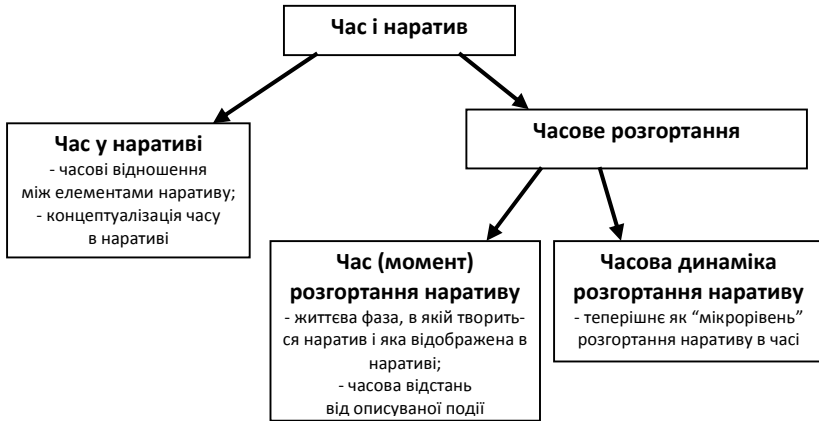 Час і наратив
Час у наративі
- часові відношення
між елементами наративу;
- концептуалізація часу
в наративі
Часове розгортання
Час (момент)
розгортання наративу
- життєва фаза, в якій творить-
ся наратив і яка відображена в
наративі;
- часова відстань
від описуваної події
Часова динаміка
розгортання наративу
- теперішнє як “мікрорівень”
розгортання наративу в часі